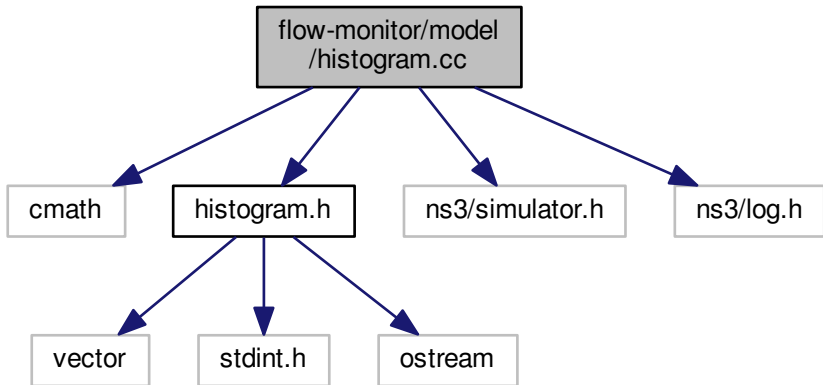 flow-monitor/model
/histogram.cc
cmath
histogram.h
ns3/simulator.h
ns3/log.h
vector
stdint.h
ostream